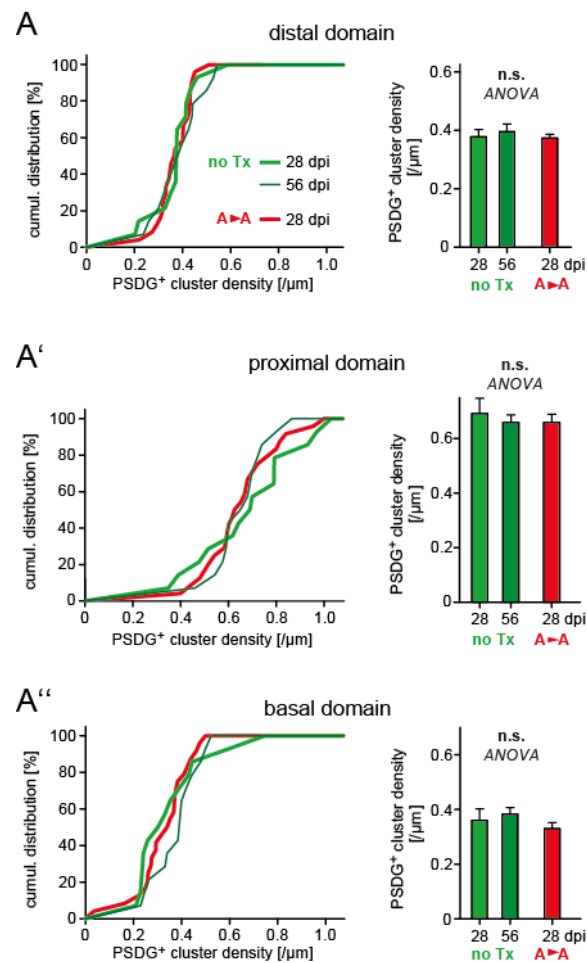 A
distal domain
cumul. distribution [%]
100
80
60
40
20
0
0
0.2
0.4
0.6
0.8
1.0
PSDG⁺ cluster density [/µm]
no Tx
28 dpi
56 dpi
A►A
28 dpi
PSDG⁺ cluster density
[/µm]
0.6
0.4
0.2
0
n.s.
ANOVA
28 56 28 dpi
no Tx A►A
A'
proximal domain
cumul. distribution [%]
100
80
60
40
20
0
0
0.2
0.4
0.6
0.8
1.0
PSDG⁺ cluster density [/µm]
PSDG⁺ cluster density
[/µm]
0.6
0.4
0.2
0
n.s.
ANOVA
28 56 28 dpi
no Tx A►A
A''
basal domain
cumul. distribution [%]
100
80
60
40
20
0
0
0.2
0.4
0.6
0.8
1.0
PSDG⁺ cluster density [/µm]
PSDG⁺ cluster density
[/µm]
0.6
0.4
0.2
0
n.s.
ANOVA
28 56 28 dpi
no Tx A►A